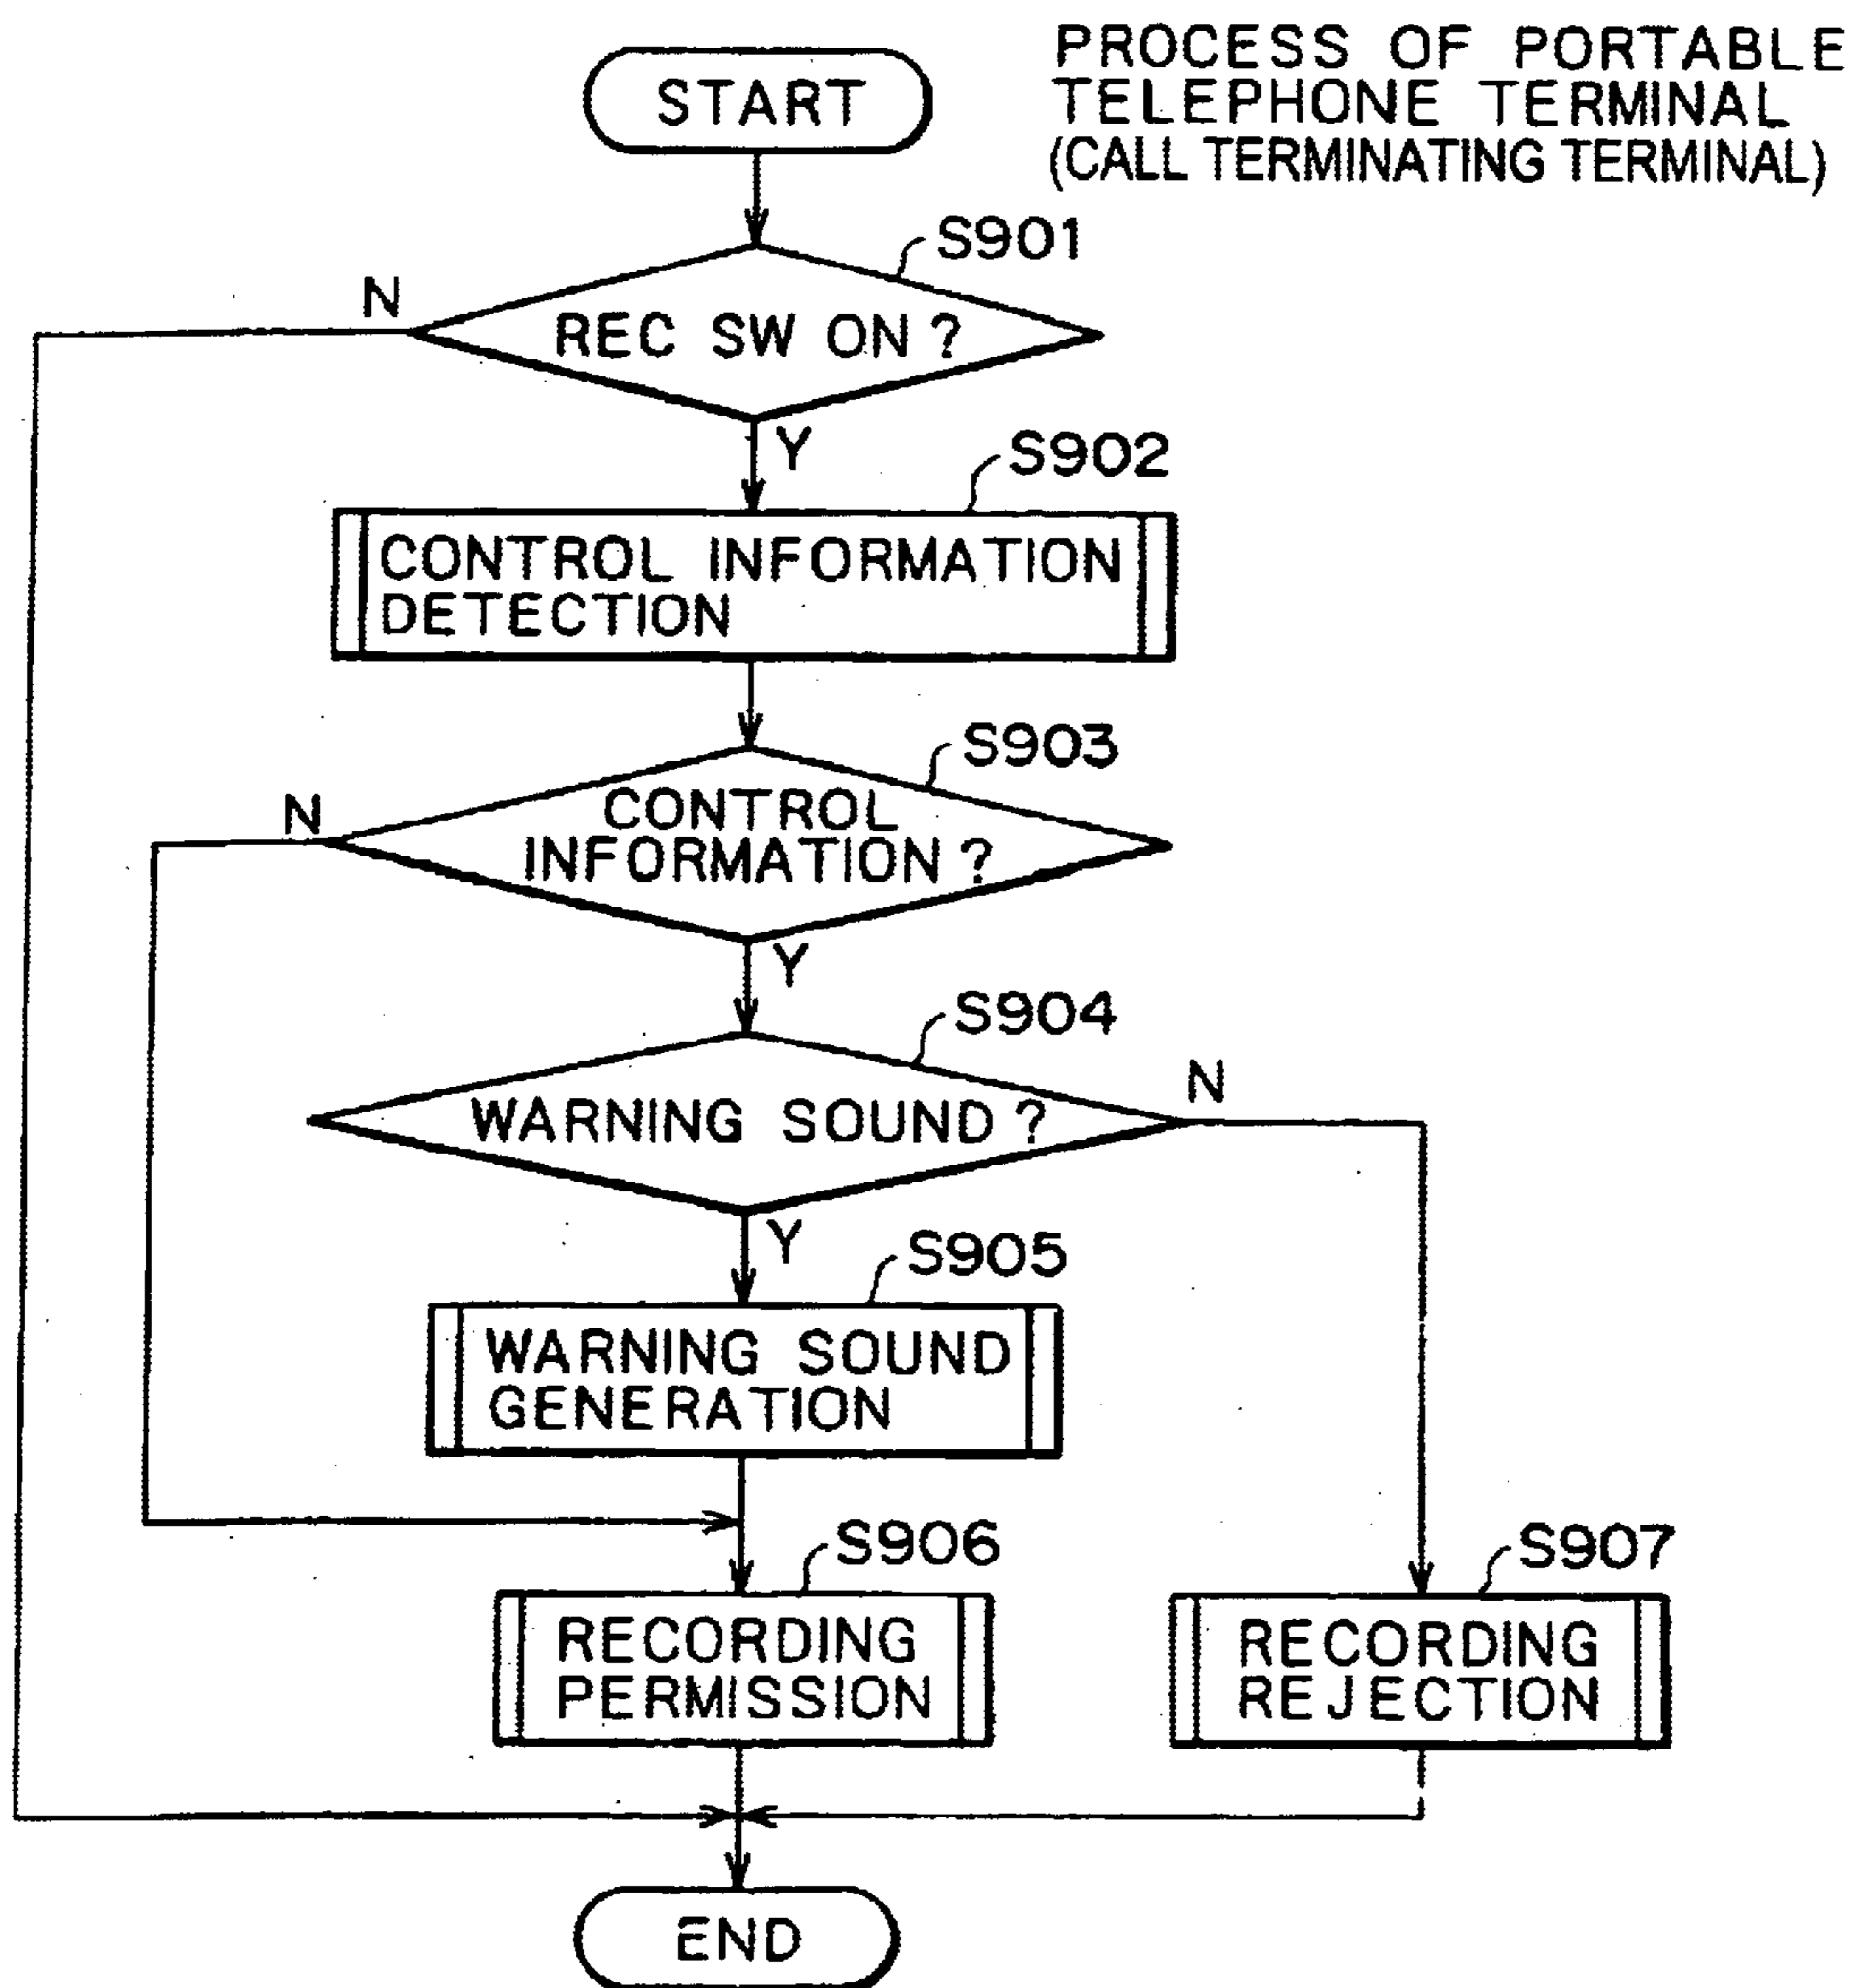 PROCESS OF PORTABLE
TELEPHONE TERMINAL
(CALL TERMINATING TERMINAL)
START
S901
N
REC SW ON ?
Y
S902
CONTROL INFORMATION
DETECTION
S903
N
CONTROL
INFORMATION ?
Y
S904
N
WARNING SOUND ?
Y
S905
WARNING SOUND
GENERATION
S906
S907
RECORDING
PERMISSION
RECORDING
REJECTION
END